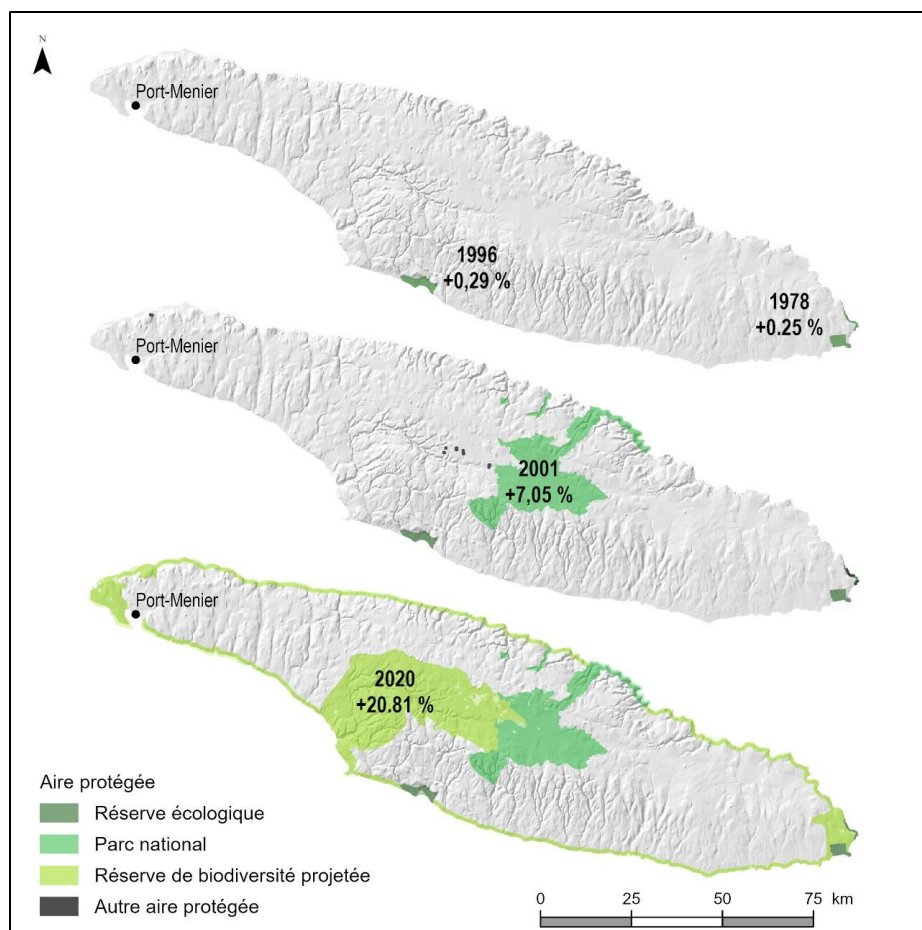 N
Port-Menier
1996
+0,29 %
1978
+0.25 %
Port-Menier
2001
+7,05 %
Port-Menier
2020
+20.81 %
Aire protégée
Réserve écologique
Parc national
Réserve de biodiversité projetée
Autre aire protégée
0 25 50 75 km